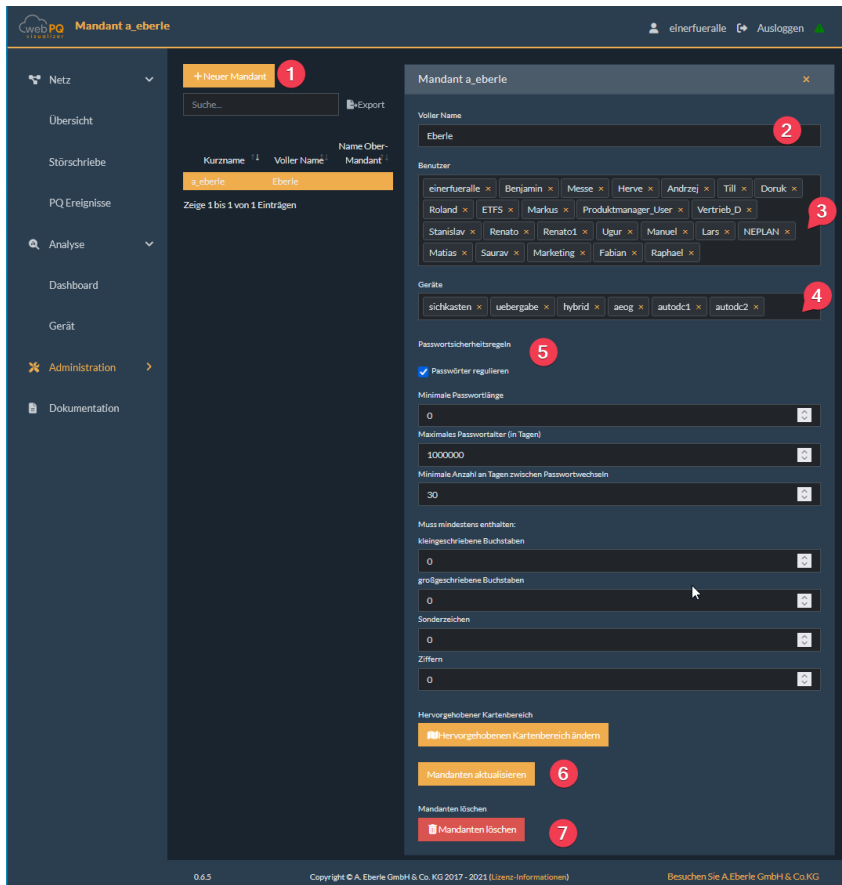 web PQ
visualizer
Mandant a_eberle
einerfueralle
Ausloggen
Netz
Übersicht
Störschriebe
PQ Ereignisse
Analyse
Dashboard
Gerät
Administration
Dokumentation
+Neuer Mandant
1
Suche...
Export
Kurzname
Voller Name
Name Ober-
Mandant
a_eberle
Eberle
Zeige 1 bis 1 von 1 Einträgen
Mandant a_eberle
×
Voller Name
Eberle
2
Benutzer
einerfueralle × Benjamin × Messe × Herve × Andrzej × Till × Doruk ×
Roland × ETFS × Markus × Produktmanager_User × Vertrieb_D ×
Stanislav × Renato × Renato1 × Ugur × Manuel × Lars × NEPLAN ×
Matias × Saurav × Marketing × Fabian × Raphael ×
3
Geräte
sichkasten × uebergabe × hybrid × aeog × autodc1 × autodc2 ×
4
Passwortsicherheitsregeln
5
Passwörter regulieren
Minimale Passwortlänge
0
Maximales Passwortalter (in Tagen)
1000000
Minimale Anzahl an Tagen zwischen Passwortwechseln
30
Muss mindestens enthalten:
kleingeschriebene Buchstaben
0
großgeschriebene Buchstaben
0
Sonderzeichen
0
Ziffern
0
Hervorgehobener Kartenbereich
Hervorgehobenen Kartenbereich ändern
Mandanten aktualisieren
6
Mandanten löschen
Mandanten löschen
7
0.6.5
Copyright © A. Eberle GmbH & Co. KG 2017 - 2021 (Lizenz-Informationen)
Besuchen Sie A.Eberle GmbH & Co.KG